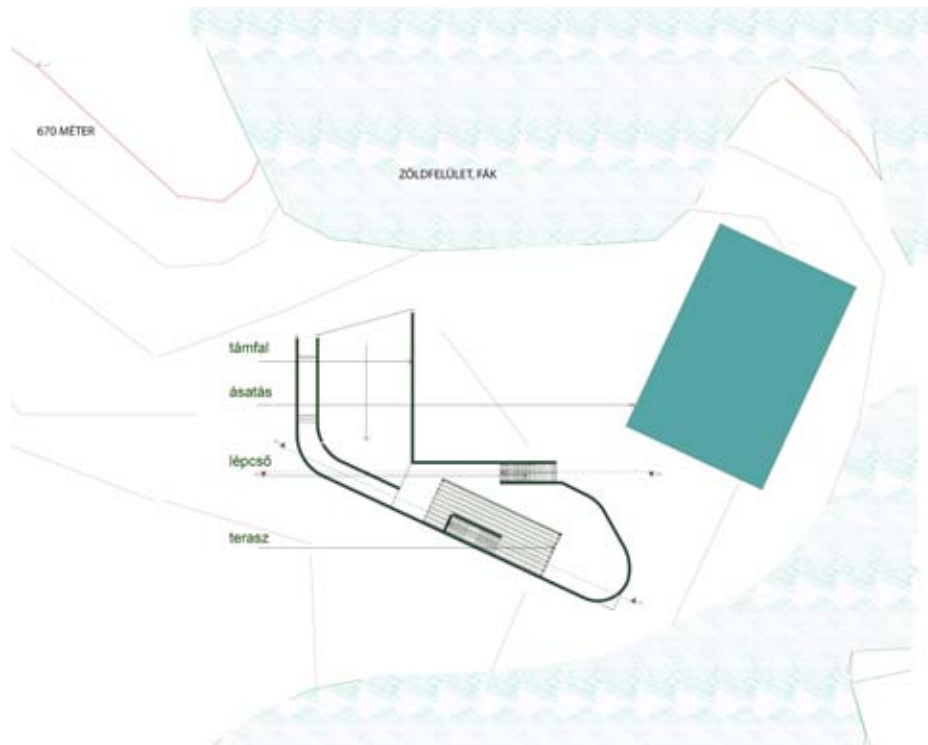 670 MÉTER
ZÖLDFELÜLET, FÁK
támfal
ásatás
lépcső
terasz